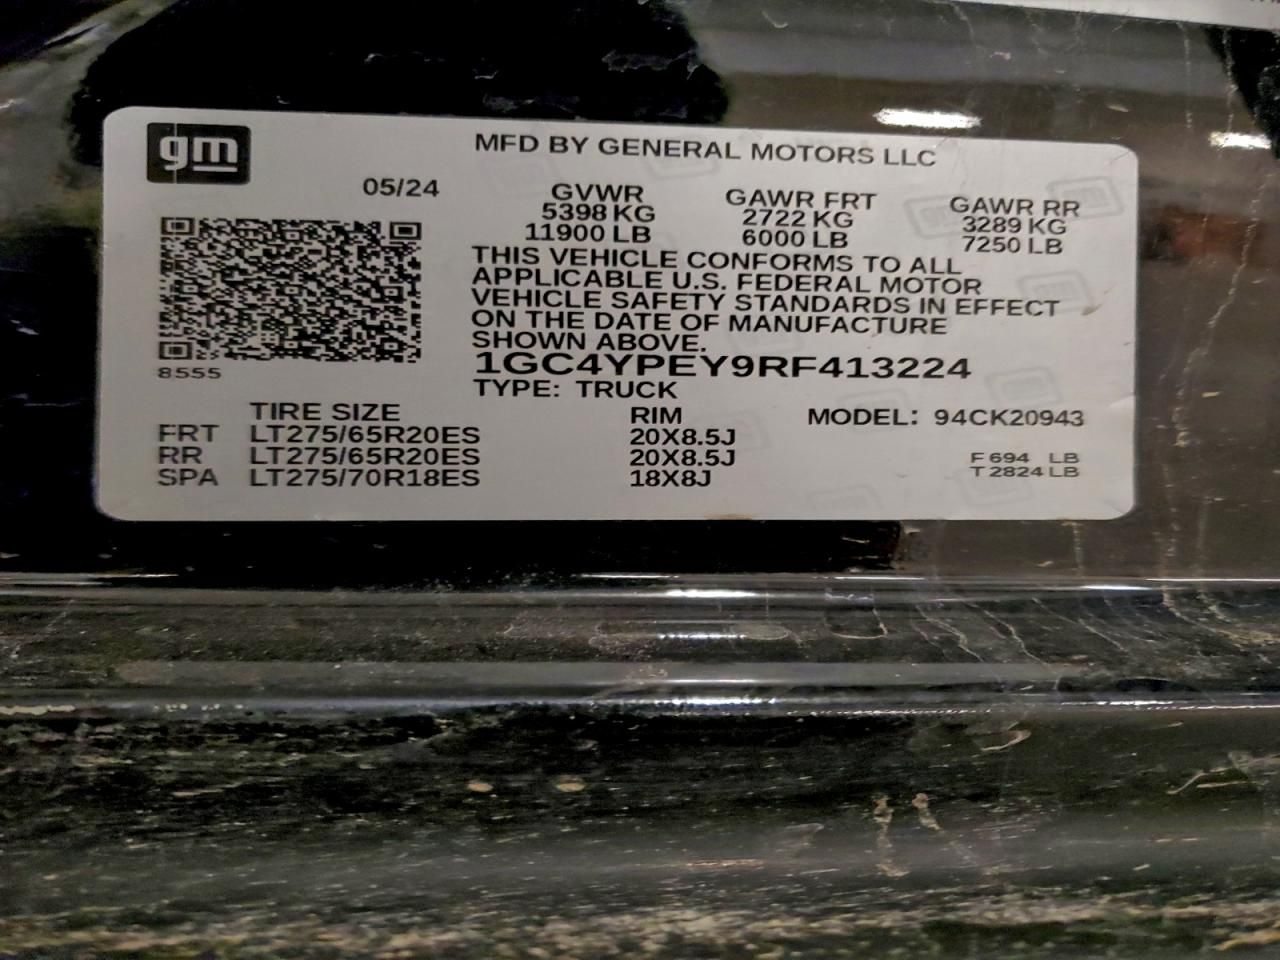 gm
MFD BY GENERAL MOTORS LLC
05/24
GVWR
5398 KG
11900 LB
GAWR FRT
2722 KG
6000 LB
GAWR RR
3289 KG
7250 LB
THIS VEHICLE CONFORMS TO ALL
APPLICABLE U.S. FEDERAL MOTOR
VEHICLE SAFETY STANDARDS IN EFFECT
ON THE DATE OF MANUFACTURE
SHOWN ABOVE.
8555
1GC4YPEY9RF413224
TYPE: TRUCK
TIRE SIZE RIM MODEL: 94CK20943
FRT LT275/65R20ES 20X8.5J
RR LT275/65R20ES 20X8.5J
SPA LT275/70R18ES 18X8J
F 694 LB
T 2824 LB